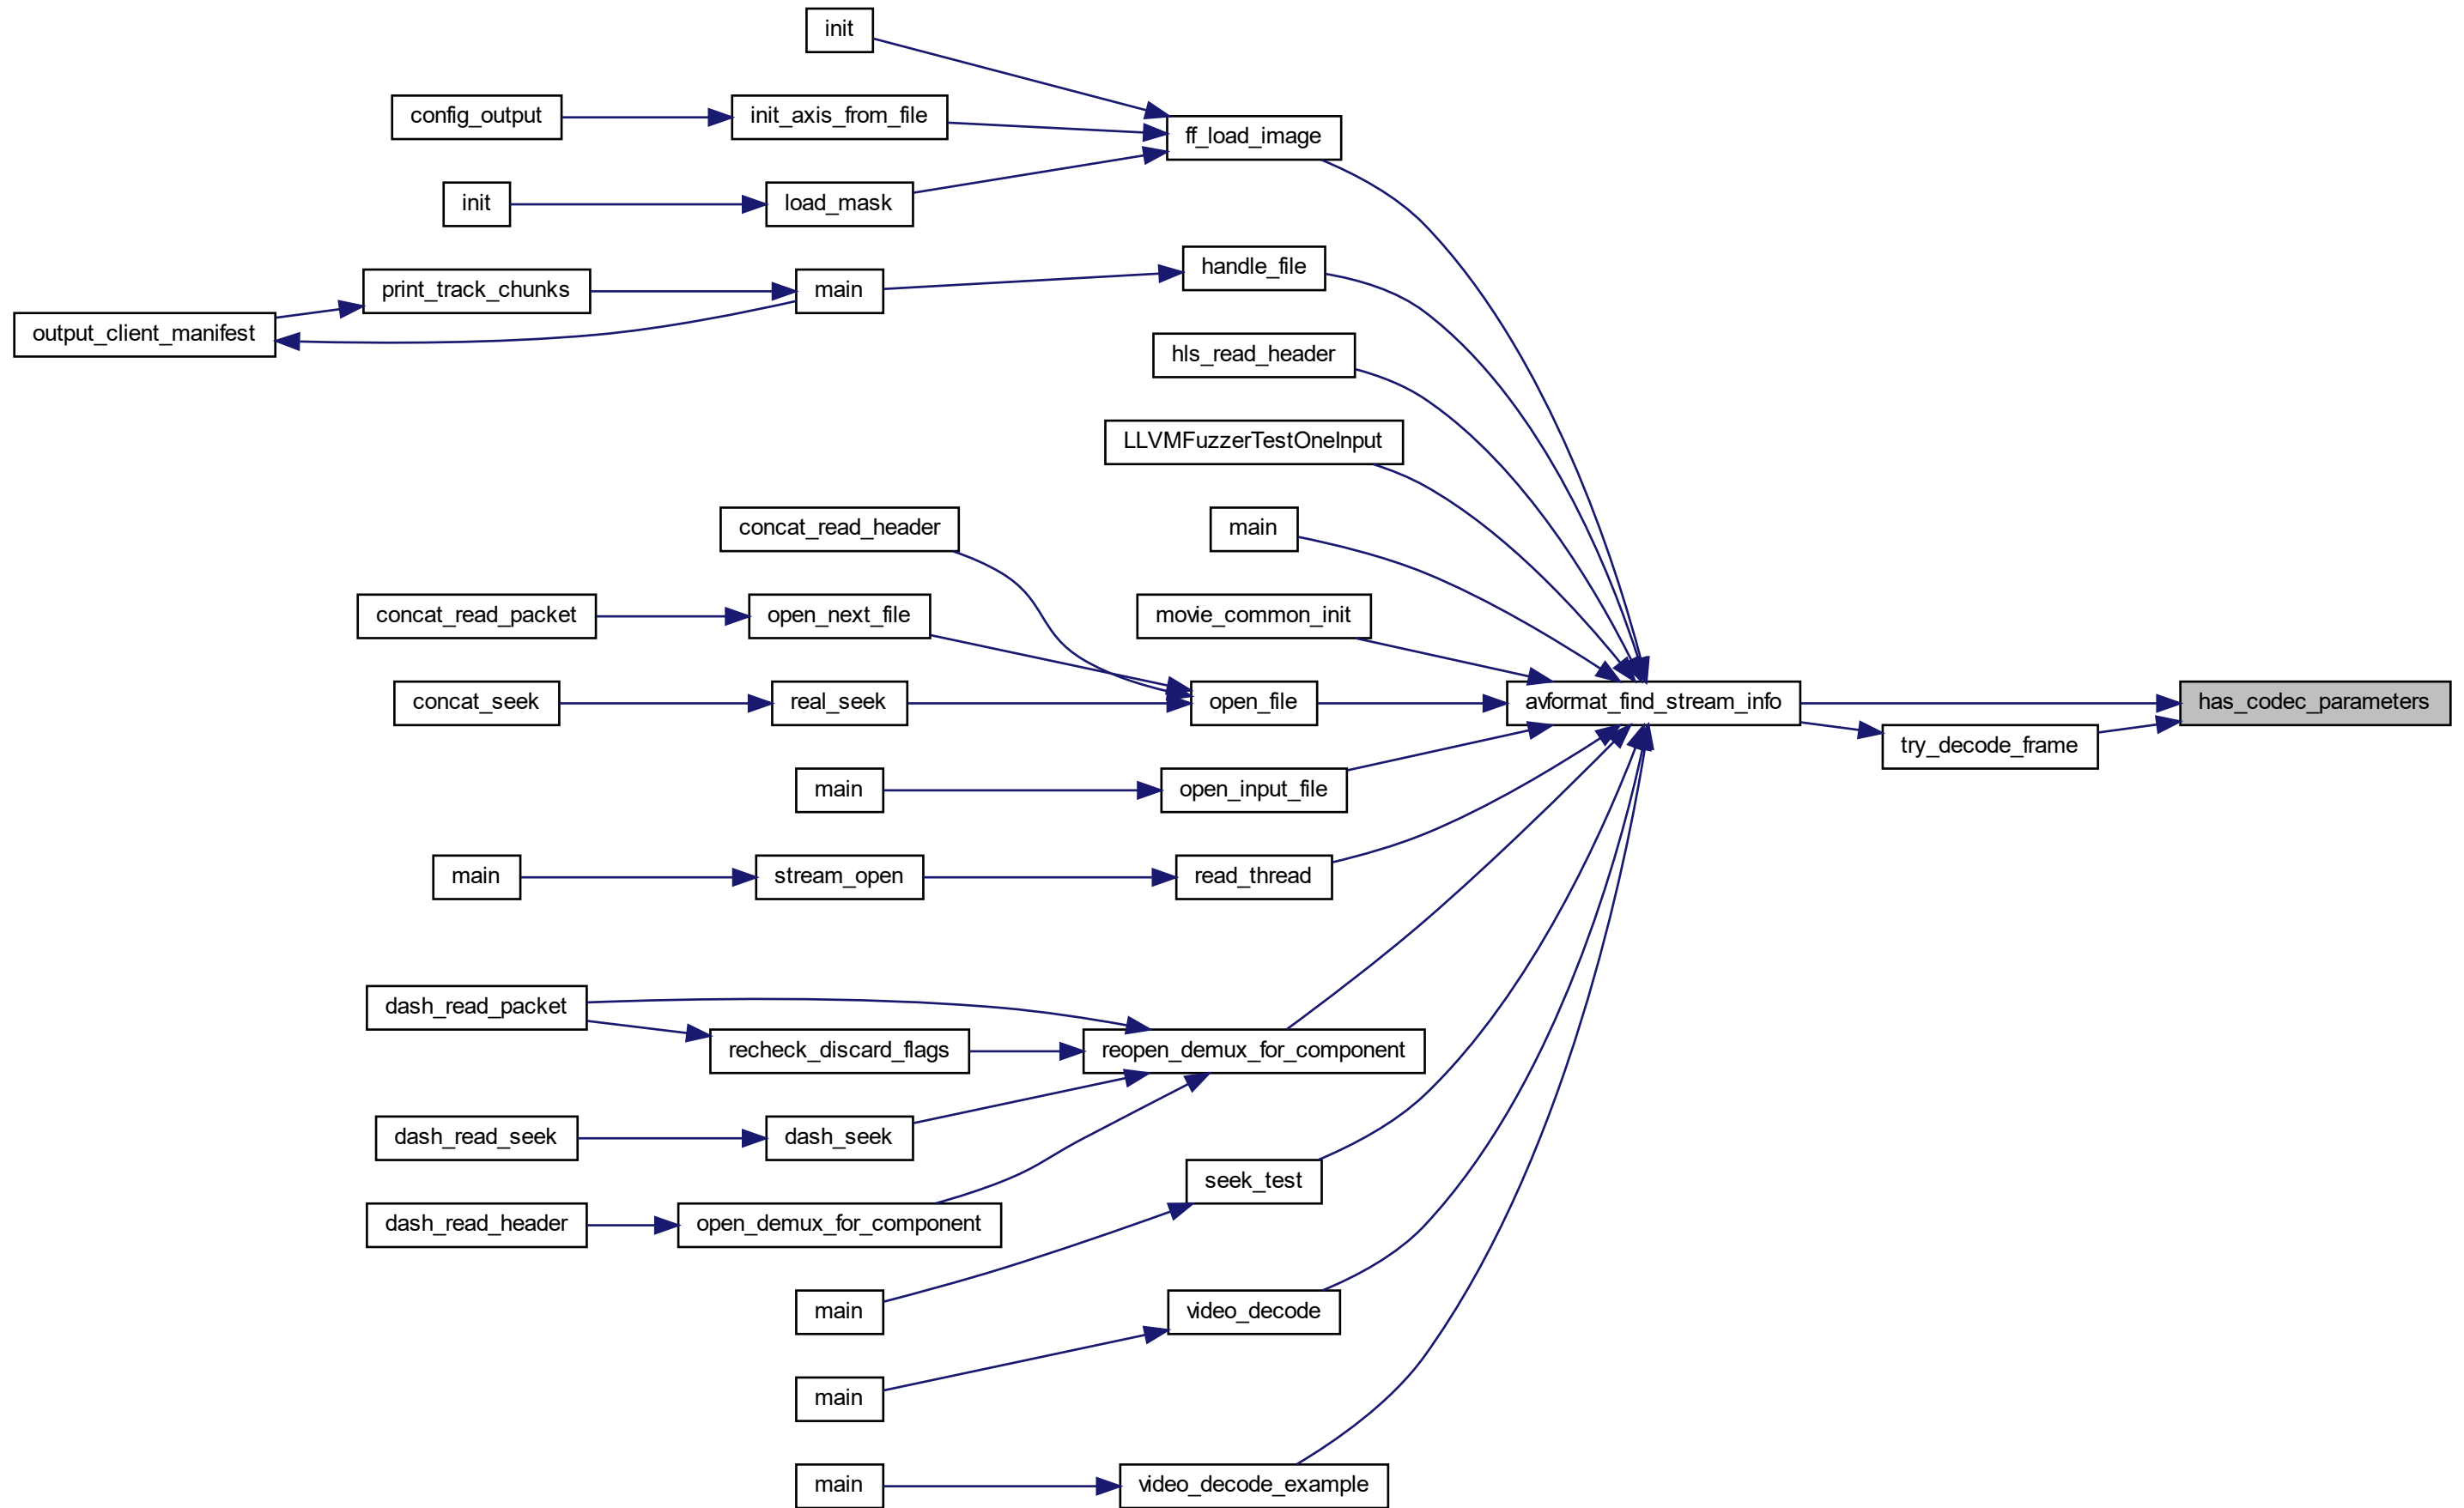 init
config_output
init_axis_from_file
ff_load_image
init
load_mask
handle_file
print_track_chunks
main
output_client_manifest
hls_read_header
LLVMFuzzerTestOneInput
concat_read_header
main
concat_read_packet
open_next_file
movie_common_init
concat_seek
real_seek
open_file
avformat_find_stream_info
has_codec_parameters
try_decode_frame
main
open_input_file
main
stream_open
read_thread
dash_read_packet
recheck_discard_flags
reopen_demux_for_component
dash_read_seek
dash_seek
seek_test
dash_read_header
open_demux_for_component
main
video_decode
main
main
video_decode_example